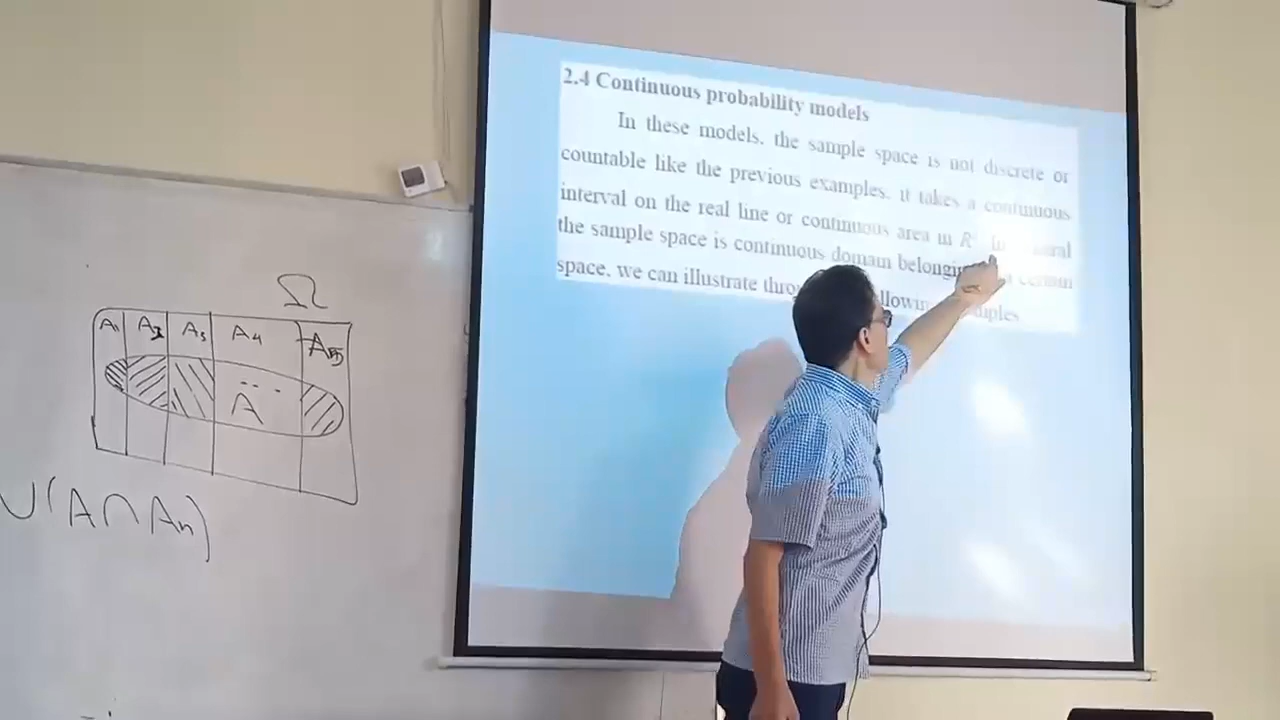 2.4 Continuous probability models
In these models, the sample space is not discrete or
countable like the previous examples, it takes a continuous
interval on the real line or continuous area in R
the sample space is continuous domain certain
space, we can illustrate
Ω
A₁ A₂ A₃ A₄
A
∪(A∩Aₙ)